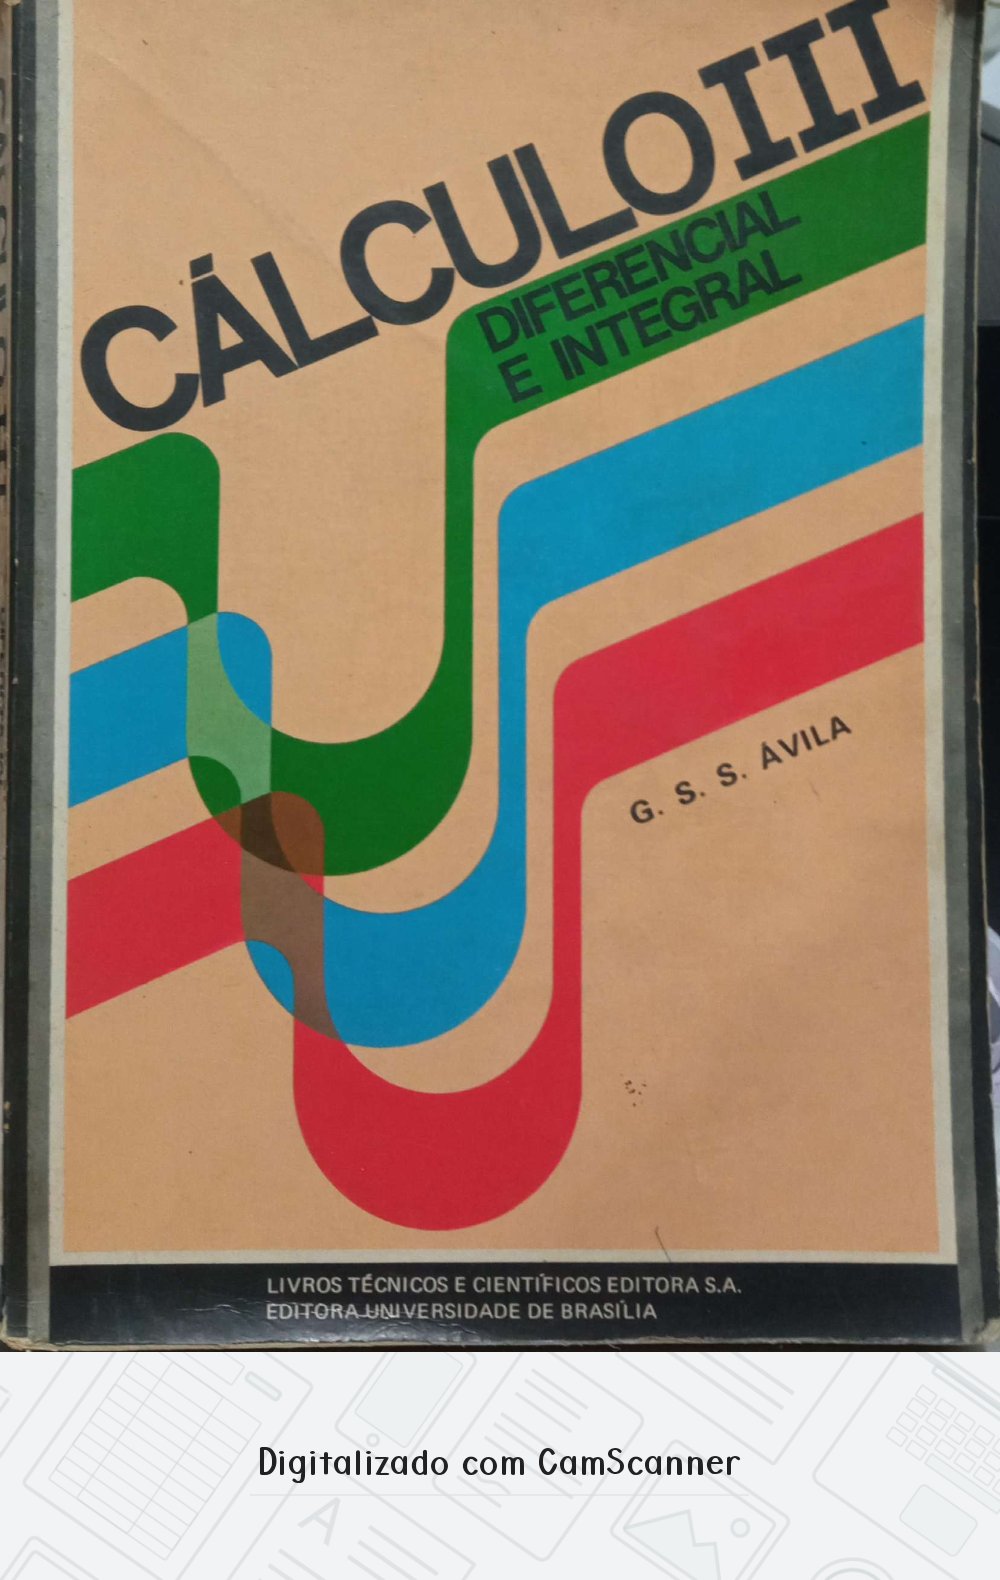 CÁLCULO III
DIFERENCIAL
E INTEGRAL
G. S. S. ÁVILA
LIVROS TÉCNICOS E CIENTÍFICOS EDITORA S.A.
EDITORA UNIVERSIDADE DE BRASÍLIA
Digitalizado com CamScanner